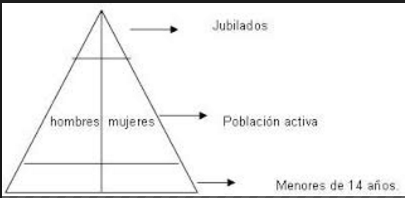 Jubilados
hombres mujeres
Población activa
Menores de 14 años.